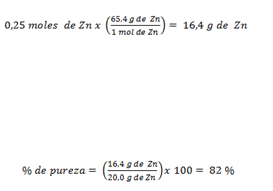 0,25 moles de Zn x (65.4 g de Zn / 1 mol de Zn) = 16,4 g de Zn
% de pureza = (16,4 g de Zn / 20,0 g de Zn) x 100 = 82 %